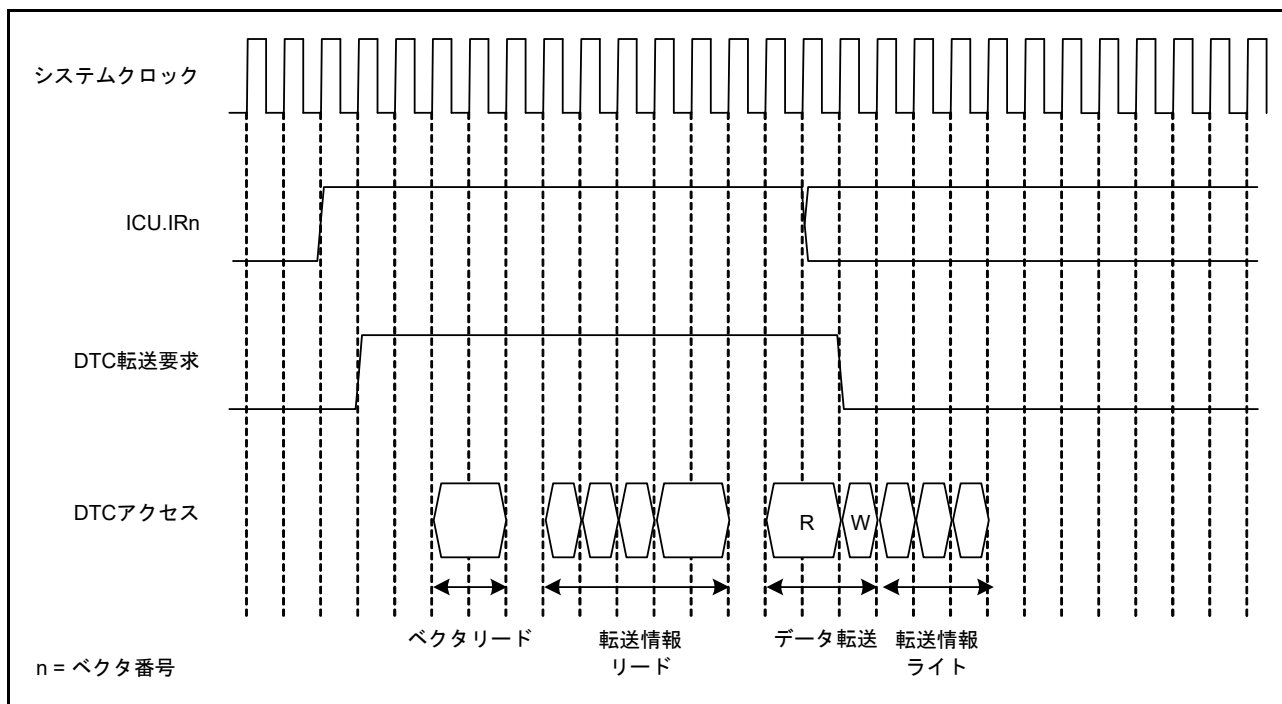 システムクロック
ICU.IRn
DTC転送要求
DTCアクセス
R
W
ベクタリード
転送情報
リード
データ転送
転送情報
ライト
n = ベクタ番号